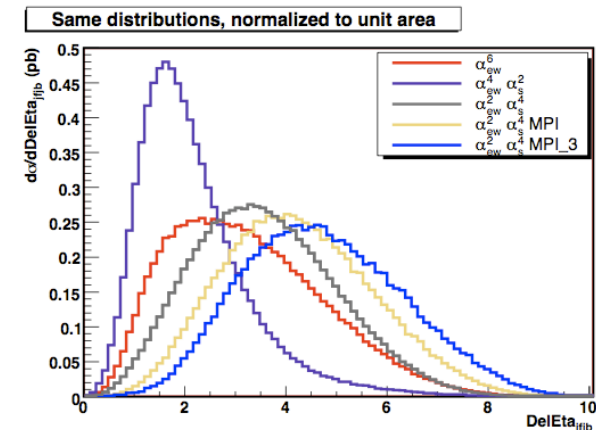 Same distributions, normalized to unit area
dσ/dDelEta_jfjb (pb)
0.5
0.45
0.4
0.35
0.3
0.25
0.2
0.15
0.1
0.05
0
α_ew^6
α_ew^4 α_s^2
α_ew^2 α_s^4
α_ew^2 α_s^4 MPI
α_ew^2 α_s^4 MPI_3
0 2 4 6 8 10
DelEta_jfjb